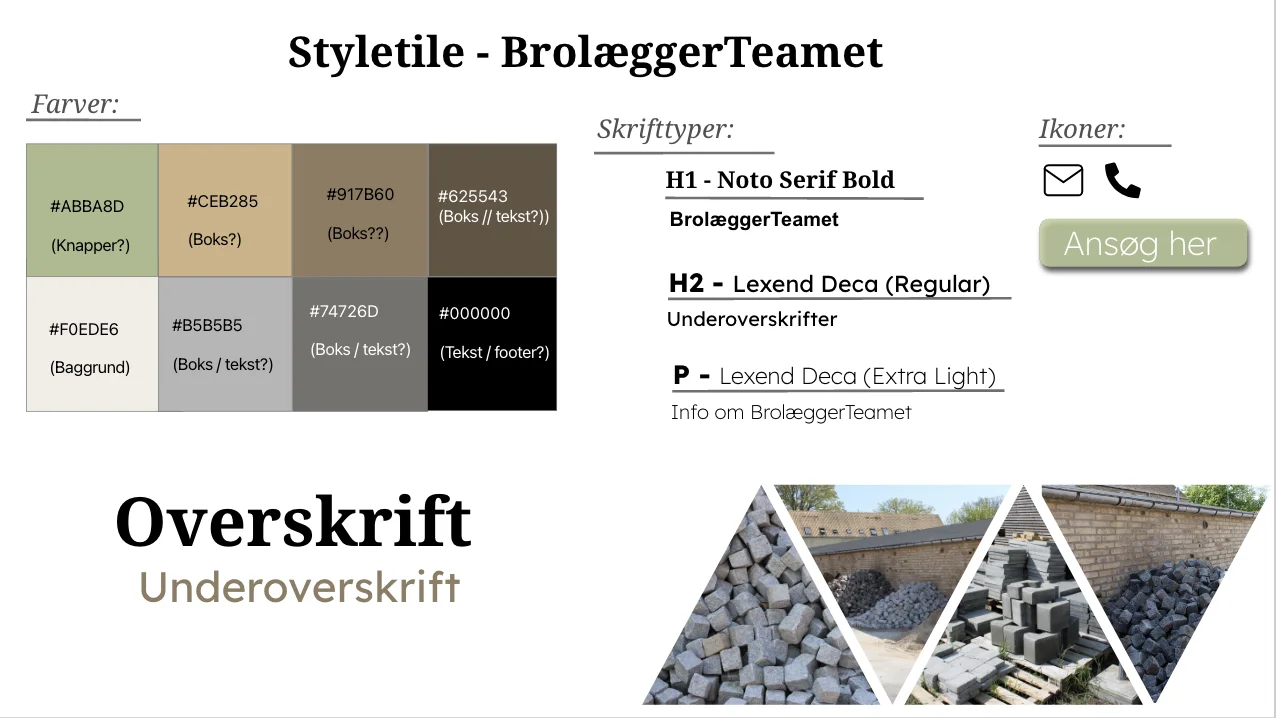 Styletile - BrolæggerTeamet
Farver:
#ABBA8D
(Knapper?)
#CEB285
(Boks?)
#917B60
(Boks??)
#625543
(Boks // tekst?))
#F0EDE6
(Baggrund)
#B5B5B5
(Boks / tekst?)
#74726D
(Boks / tekst?)
#000000
(Tekst / footer?)
Skrifttyper:
H1 - Noto Serif Bold
BrolæggerTeamet
H2 - Lexend Deca (Regular)
Underoverskrifter
P - Lexend Deca (Extra Light)
Info om BrolæggerTeamet
Ikoner:
Ansøg her
Overskrift
Underoverskrift